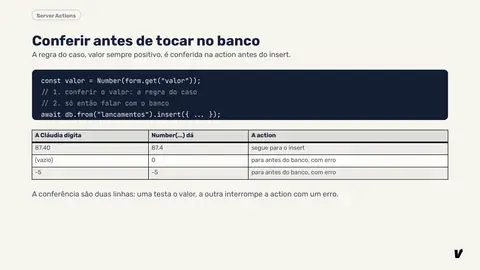 Server Actions
Conferir antes de tocar no banco
A regra do caso, valor sempre positivo, é conferida na action antes do insert.
const valor = Number(form.get("valor"));
// 1. conferir o valor: a regra do caso
// 2. só então falar com o banco
await db.from("lancamentos").insert({ ... });
A Cláudia digita Number(...) dá A action
87.40 87.4 segue para o insert
(vazio) 0 para antes do banco, com erro
-5 -5 para antes do banco, com erro
A conferência são duas linhas: uma testa o valor, a outra interrompe a action com um erro.
V